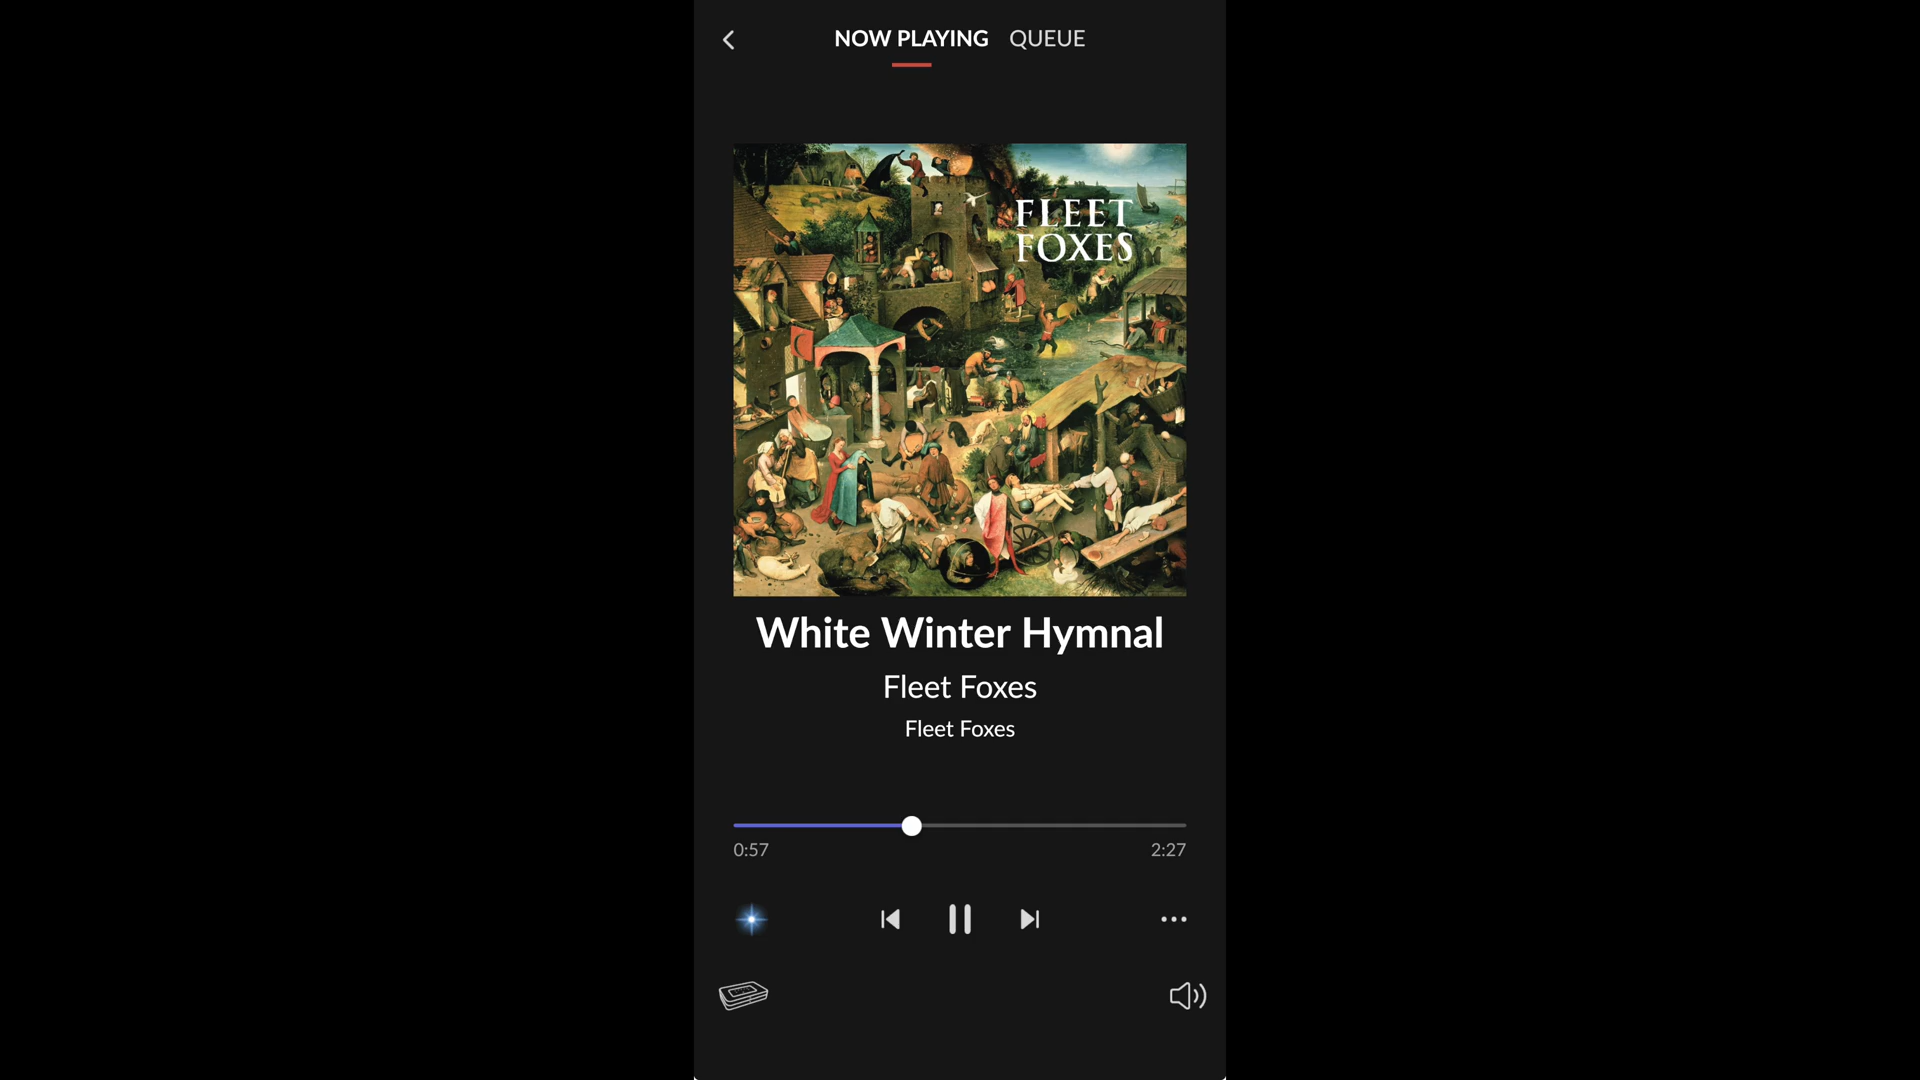 NOW PLAYING QUEUE
FLEET
FOXES
White Winter Hymnal
Fleet Foxes
Fleet Foxes
0:57 2:27